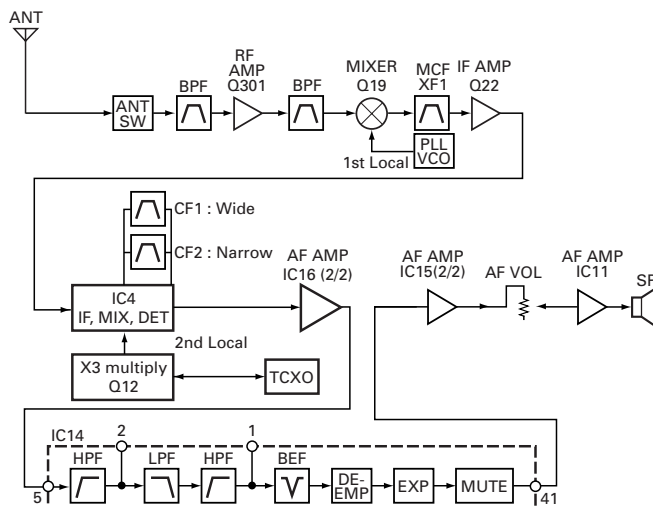 ANT
ANT
SW
BPF
RF
AMP
Q301
BPF
MIXER
Q19
MCF
XF1
IF AMP
Q22
1st Local
PLL
VCO
CF1 : Wide
CF2 : Narrow
IC4
IF, MIX, DET
AF AMP
IC16 (2/2)
AF AMP
IC15(2/2)
AF VOL
AF AMP
IC11
2nd Local
X3 multiply
Q12
TCXO
IC14
2
1
HPF
LPF
HPF
BEF
5
DE-
EMP
EXP
MUTE
41